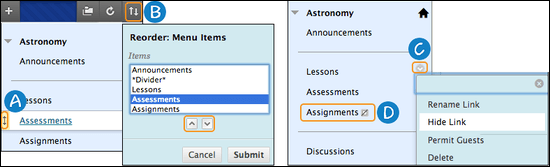 B
Astronomy
Announcements
A
Lessons
Assessments
Assignments
Reorder: Menu Items
Items
Announcements
*Divider*
Lessons
Assessments
Assignments
Cancel
Submit
Astronomy
Announcements
C
Lessons
Assessments
Assignments
D
Discussions
Rename Link
Hide Link
Permit Guests
Delete